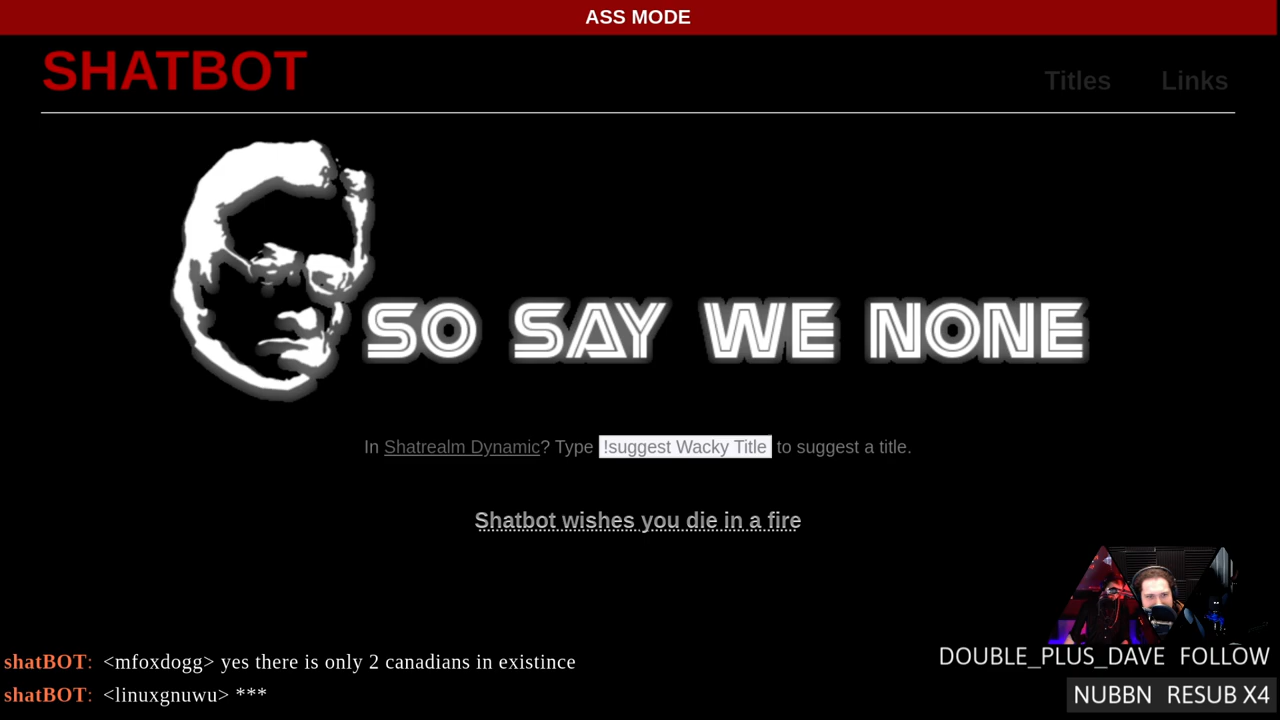 ASS MODE
SHATBOT
Titles Links
SO SAY WE NONE
In Shatrealm Dynamic? Type !suggest Wacky Title to suggest a title.
Shatbot wishes you die in a fire
shatBOT: <mfoxdogg> yes there is only 2 canadians in existince
shatBOT: <linuxgnuwu> ***
DOUBLE_PLUS_DAVE FOLLOW
NUBBN RESUB X4